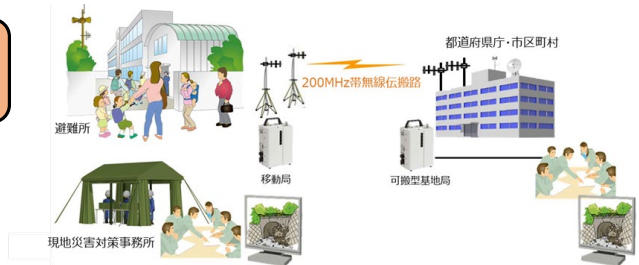 都道府県庁・市区町村
200MHz帯無線伝搬路
避難所
移動局
可搬型基地局
現地災害対策事務所